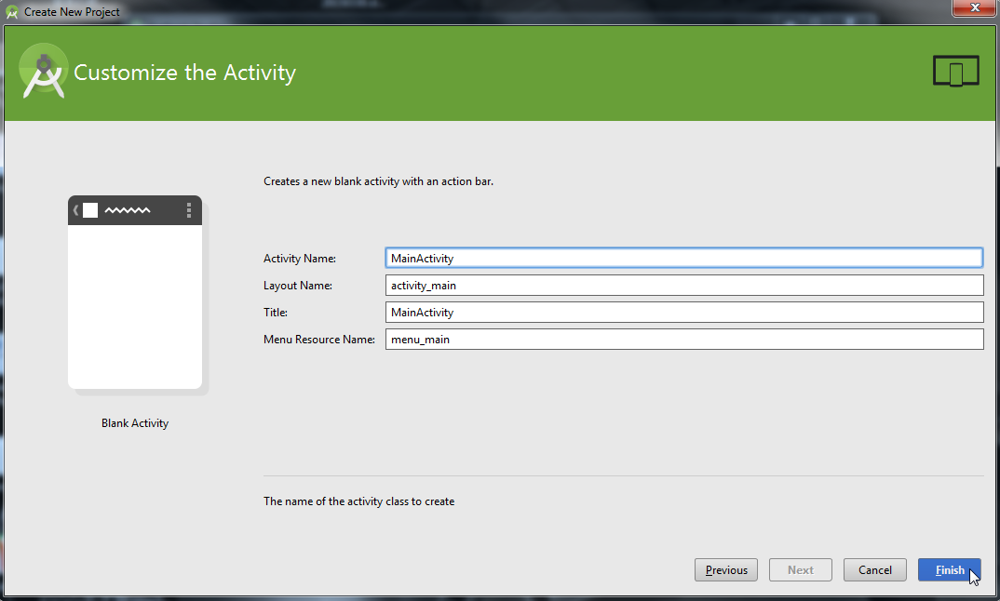 Create New Project
Customize the Activity
Creates a new blank activity with an action bar.
Activity Name: MainActivity
Layout Name: activity_main
Title: MainActivity
Menu Resource Name: menu_main
Blank Activity
The name of the activity class to create
Previous Next Cancel Finish